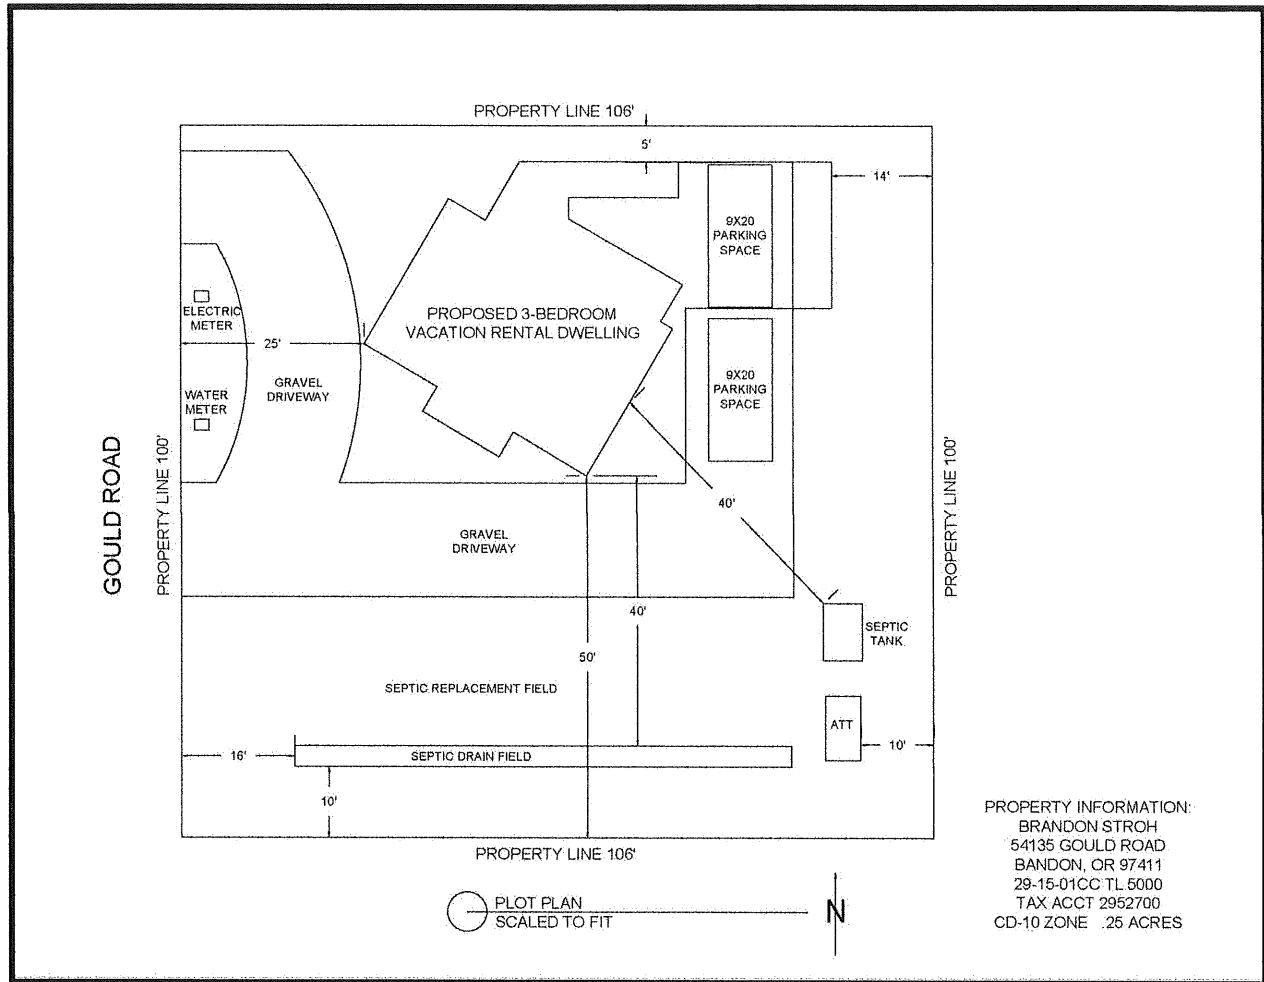 PROPERTY LINE 106'
5'
14'
9X20
PARKING
SPACE
ELECTRIC
METER
PROPOSED 3-BEDROOM
VACATION RENTAL DWELLING
25'
GRAVEL
DRIVEWAY
9X20
PARKING
SPACE
WATER
METER
GOULD ROAD
PROPERTY LINE 100'
PROPERTY LINE 100'
40'
GRAVEL
DRIVEWAY
40'
SEPTIC
TANK
50'
SEPTIC REPLACEMENT FIELD
ATT
10'
16'
SEPTIC DRAIN FIELD
10'
PROPERTY LINE 106'
PLOT PLAN
SCALED TO FIT
N
PROPERTY INFORMATION:
BRANDON STROH
54135 GOULD ROAD
BANDON, OR 97411
29-15-01CC TL 5000
TAX ACCT 2952700
CD-10 ZONE .25 ACRES